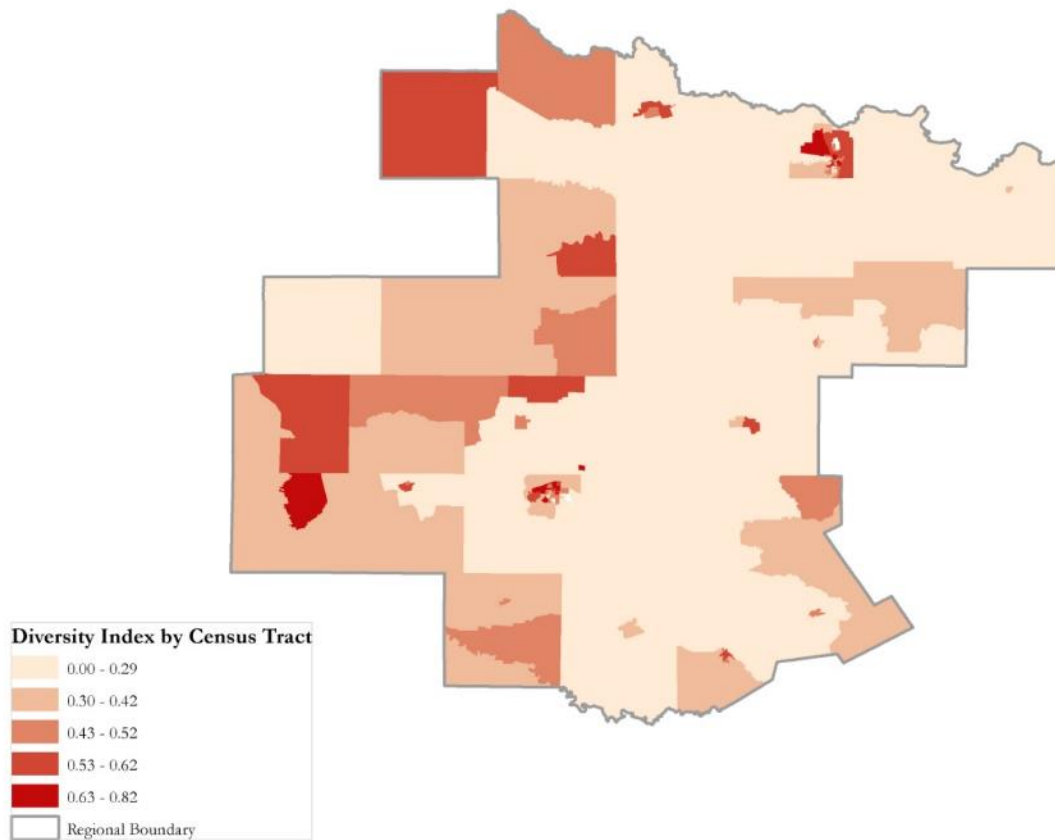 Diversity Index by Census Tract
0.00 - 0.29
0.30 - 0.42
0.43 - 0.52
0.53 - 0.62
0.63 - 0.82
Regional Boundary